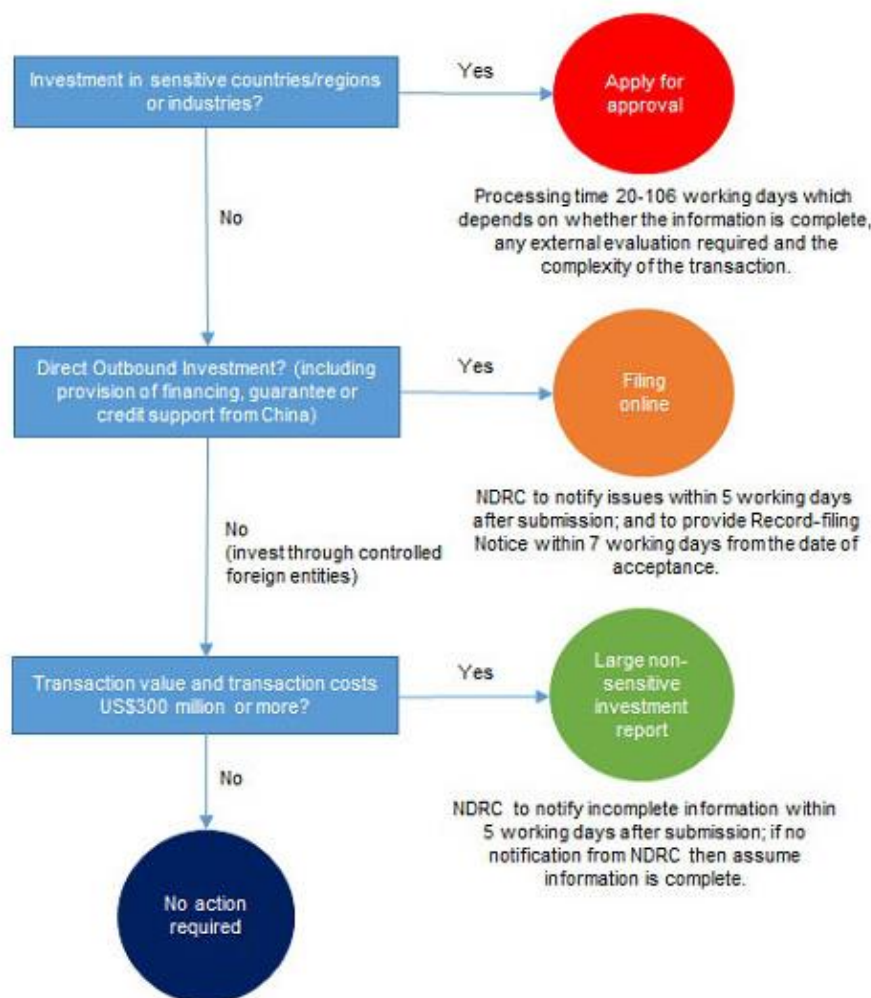 Investment in sensitive countries/regions
or industries?
Yes
Apply for
approval
Processing time 20-106 working days which
depends on whether the information is complete,
any external evaluation required and the
complexity of the transaction.
No
Direct Outbound Investment? (including
provision of financing, guarantee or
credit support from China)
Yes
Filing
online
NDRC to notify issues within 5 working days
after submission; and to provide Record-filing
Notice within 7 working days from the date of
acceptance.
No
(invest through controlled
foreign entities)
Transaction value and transaction costs
US$300 million or more?
Yes
Large non-
sensitive
investment
report
NDRC to notify incomplete information within
5 working days after submission; if no
notification from NDRC then assume
information is complete.
No
No action
required